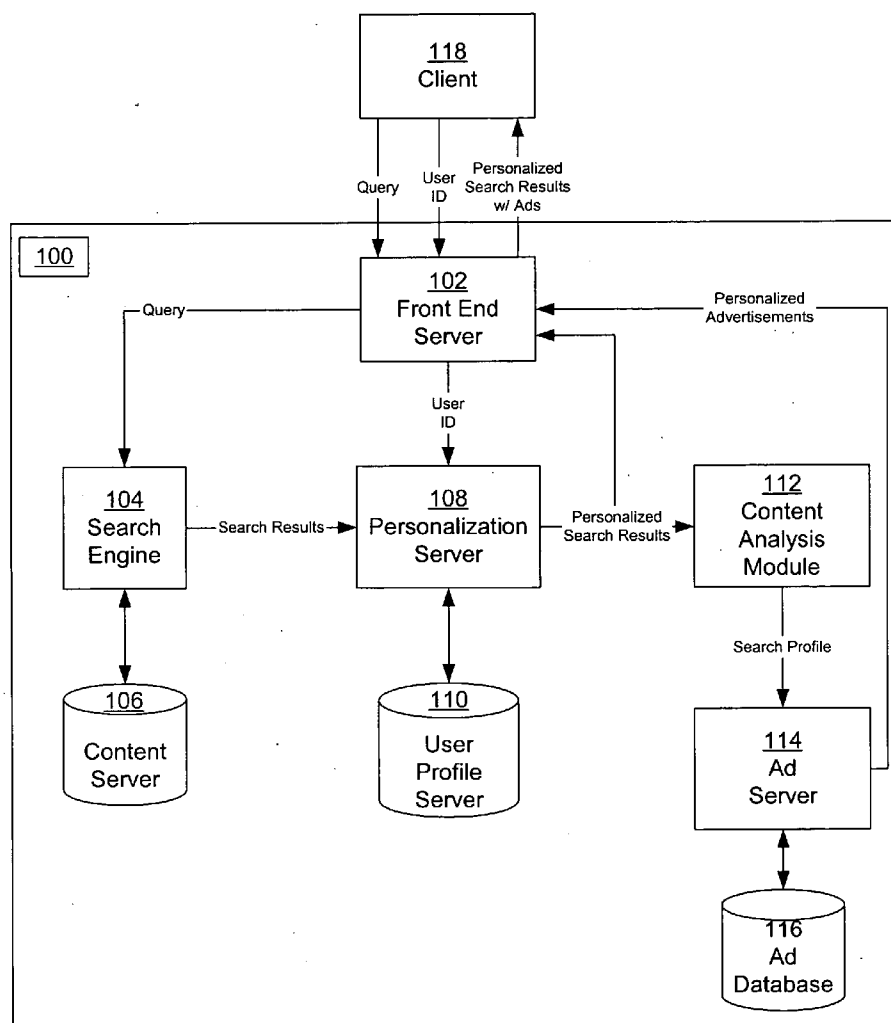 118
Client
Query
User
ID
Personalized
Search Results
w/ Ads
100
102
Front End
Server
Personalized
Advertisements
Query
User
ID
104
Search
Engine
Search Results
108
Personalization
Server
Personalized
Search Results
112
Content
Analysis
Module
Search Profile
106
Content
Server
110
User
Profile
Server
114
Ad
Server
116
Ad
Database